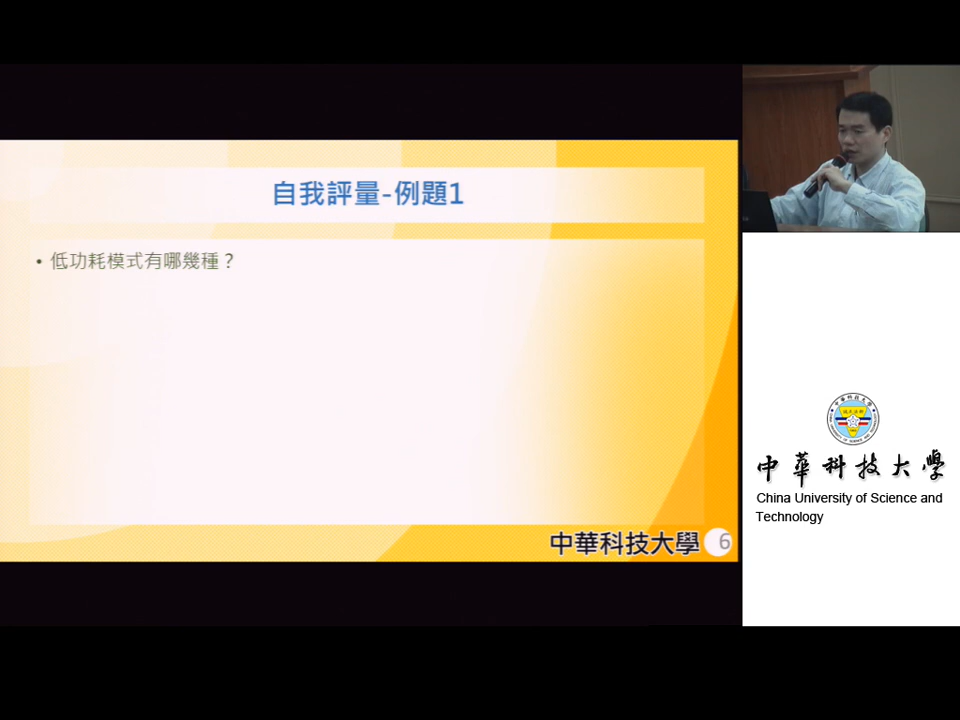 自我評量-例題1
• 低功耗模式有哪幾種？
中華科技大學 6
中華科技大學
China University of Science and
Technology